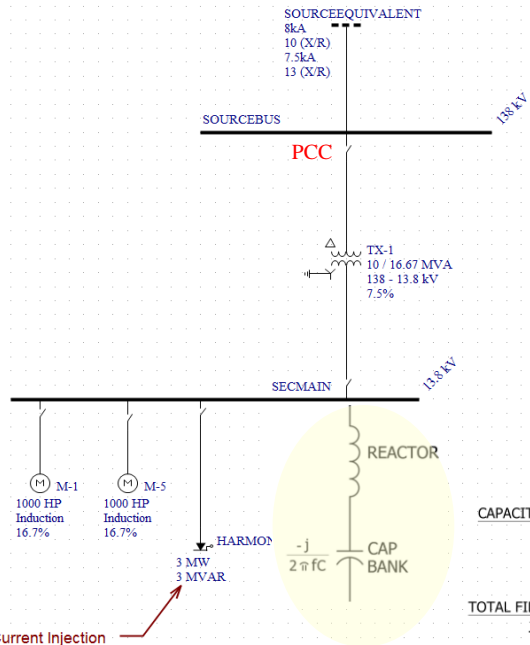 SOURCEEQUIVALENT
8kA
10 (X/R)
7.5kA
13 (X/R)
138 kV
SOURCEBUS
PCC
TX-1
10 / 16.67 MVA
138 - 13.8 kV
7.5%
13.8 kV
SECMAIN
REACTOR
M M-1
1000 HP
Induction
16.7%
M M-5
1000 HP
Induction
16.7%
HARMON
3 MW
3 MVAR
-j
2πfC
CAP
BANK
CAPACIT
TOTAL FI
Current Injection